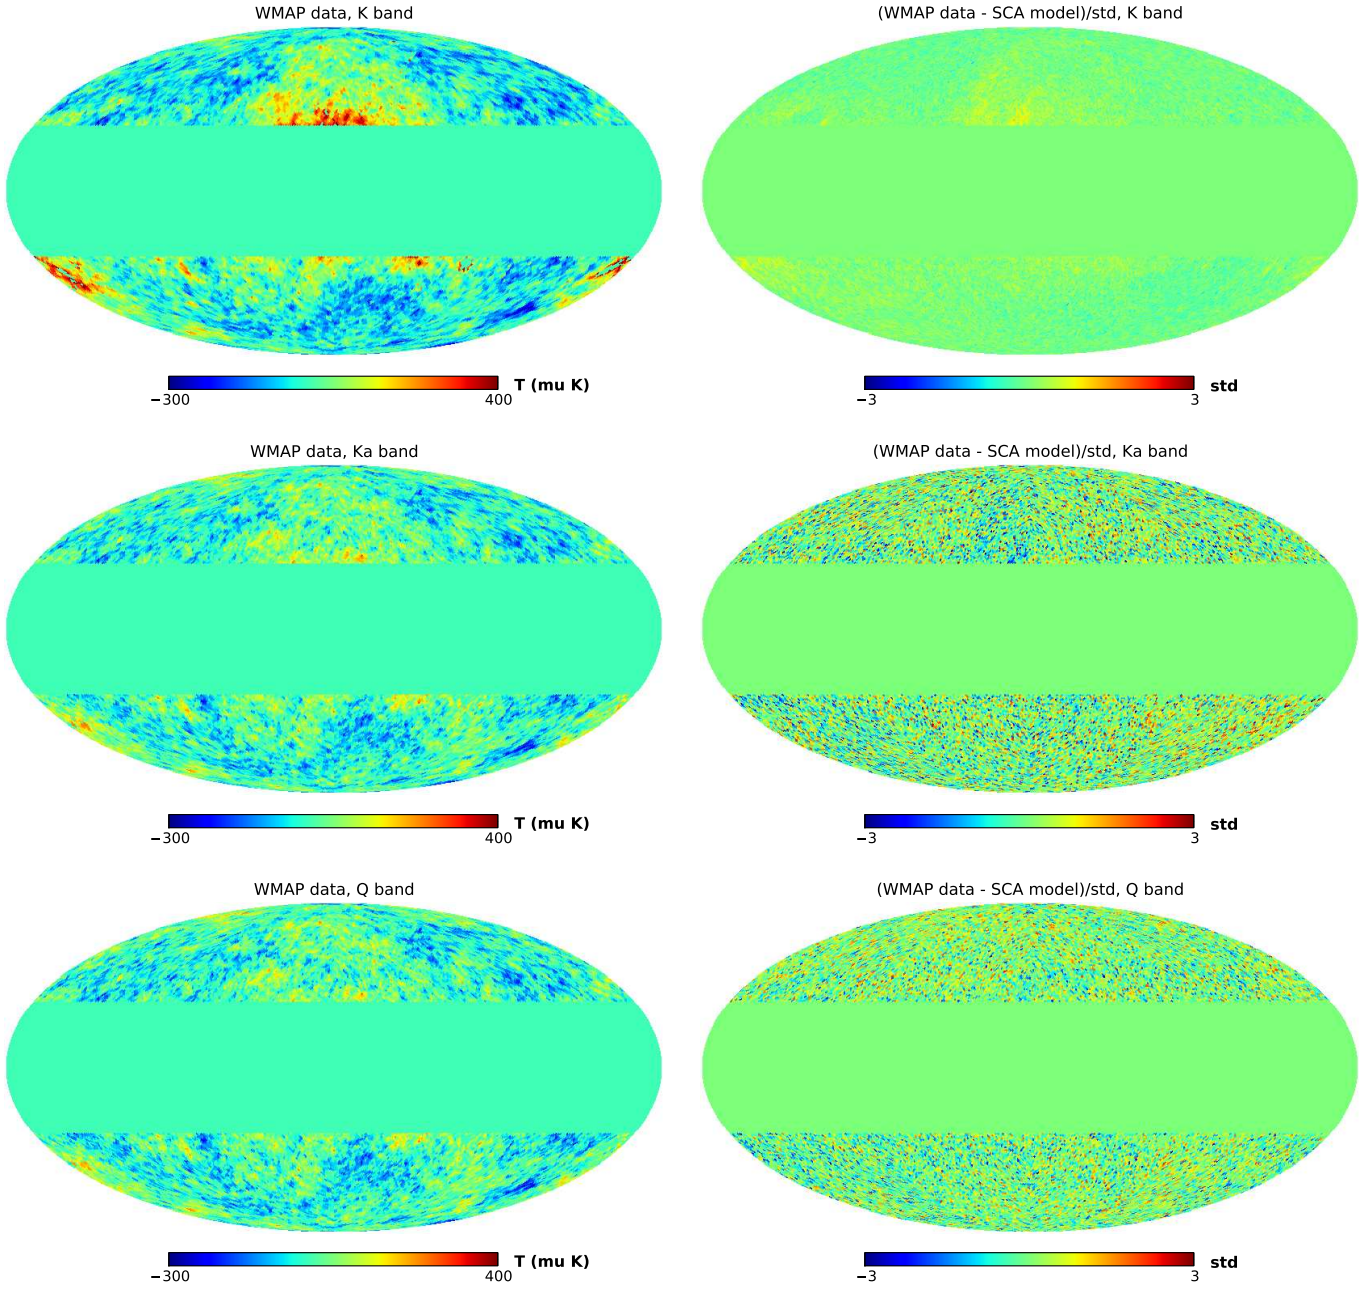 WMAP data, K band
(WMAP data - SCA model)/std, K band
−300 400 T (mu K)
−3 3 std
WMAP data, Ka band
(WMAP data - SCA model)/std, Ka band
−300 400 T (mu K)
−3 3 std
WMAP data, Q band
(WMAP data - SCA model)/std, Q band
−300 400 T (mu K)
−3 3 std